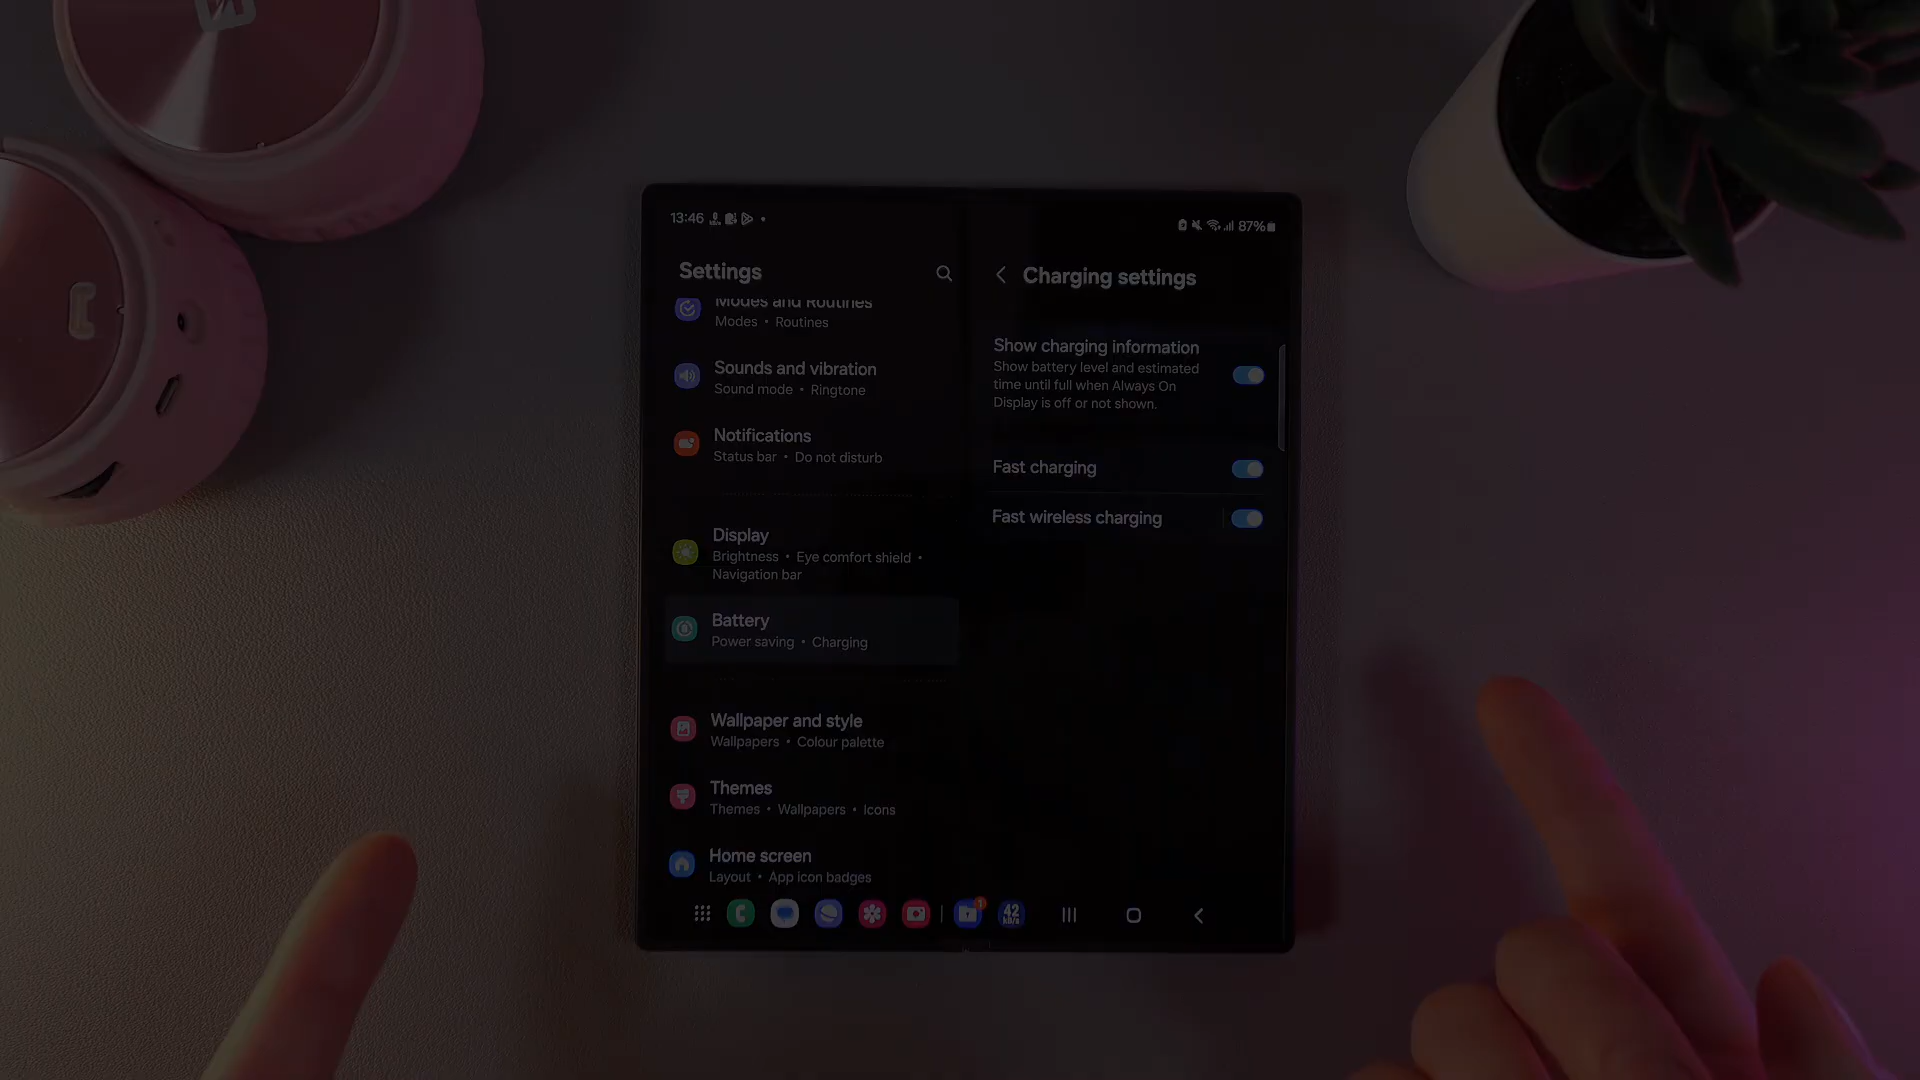 13:46
87%
Settings
Charging settings
Modes and Routines
Modes • Routines
Sounds and vibration
Sound mode • Ringtone
Notifications
Status bar • Do not disturb
Display
Brightness • Eye comfort shield •
Navigation bar
Battery
Power saving • Charging
Wallpaper and style
Wallpapers • Colour palette
Themes
Themes • Wallpapers • Icons
Home screen
Layout • App icon badges
Show charging information
Show battery level and estimated
time until full when Always On
Display is off or not shown.
Fast charging
Fast wireless charging
1
42
kB/s